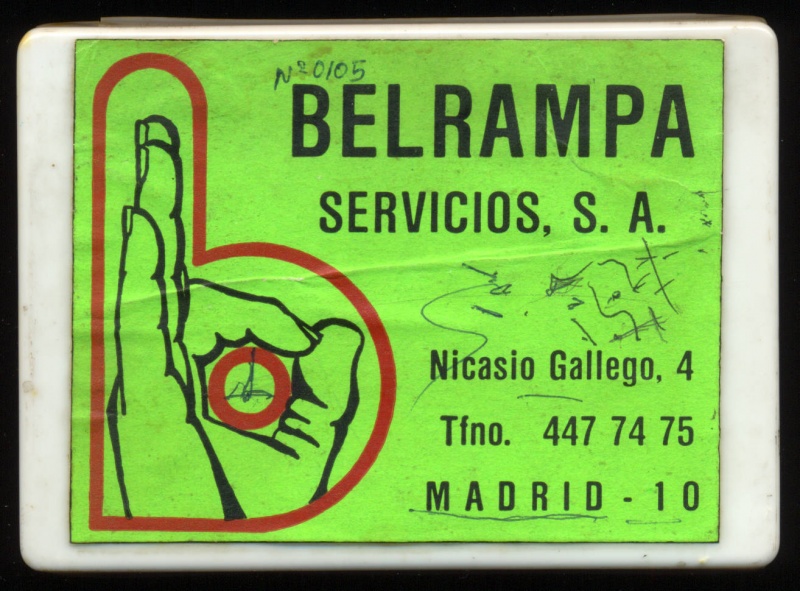 Nº 0105
BELRAMPA
SERVICIOS, S. A.
Nicasio Gallego, 4
Tfno. 447 74 75
MADRID - 10